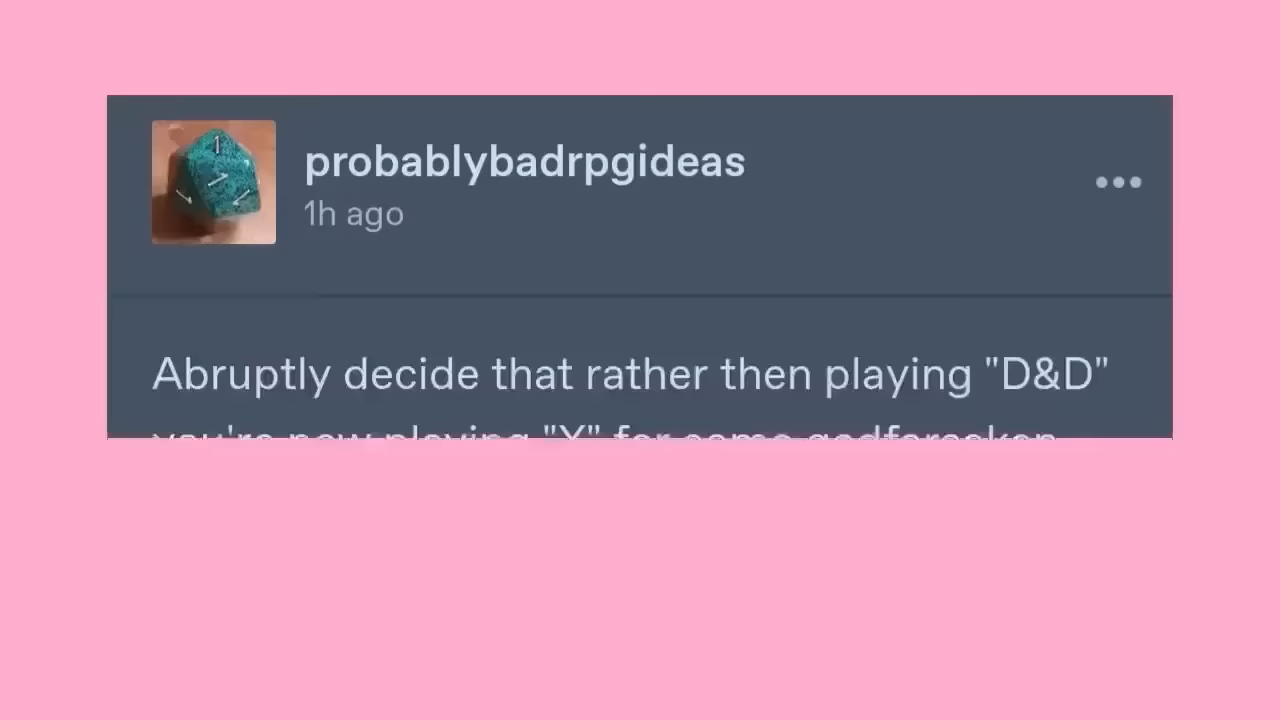 probablybadrpgideas
1h ago
Abruptly decide that rather then playing "D&D"
you're now playing "X" for some godforsaken